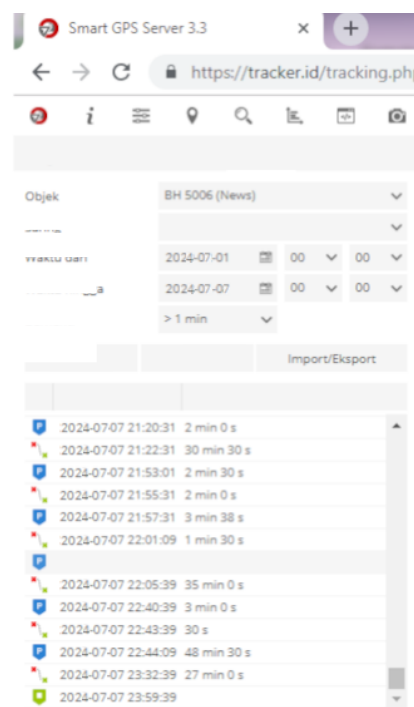 Smart GPS Server 3.3
https://tracker.id/tracking.ph
Objek BH 5006 (News)
Waktu dari 2024-07-01 00 00
2024-07-07 00 00
> 1 min
Import/Eksport
2024-07-07 21:20:31 2 min 0 s
2024-07-07 21:22:31 30 min 30 s
2024-07-07 21:53:01 2 min 30 s
2024-07-07 21:55:31 2 min 0 s
2024-07-07 21:57:31 3 min 38 s
2024-07-07 22:01:09 1 min 30 s
2024-07-07 22:05:39 35 min 0 s
2024-07-07 22:40:39 3 min 0 s
2024-07-07 22:43:39 30 s
2024-07-07 22:44:09 48 min 30 s
2024-07-07 23:32:39 27 min 0 s
2024-07-07 23:59:39